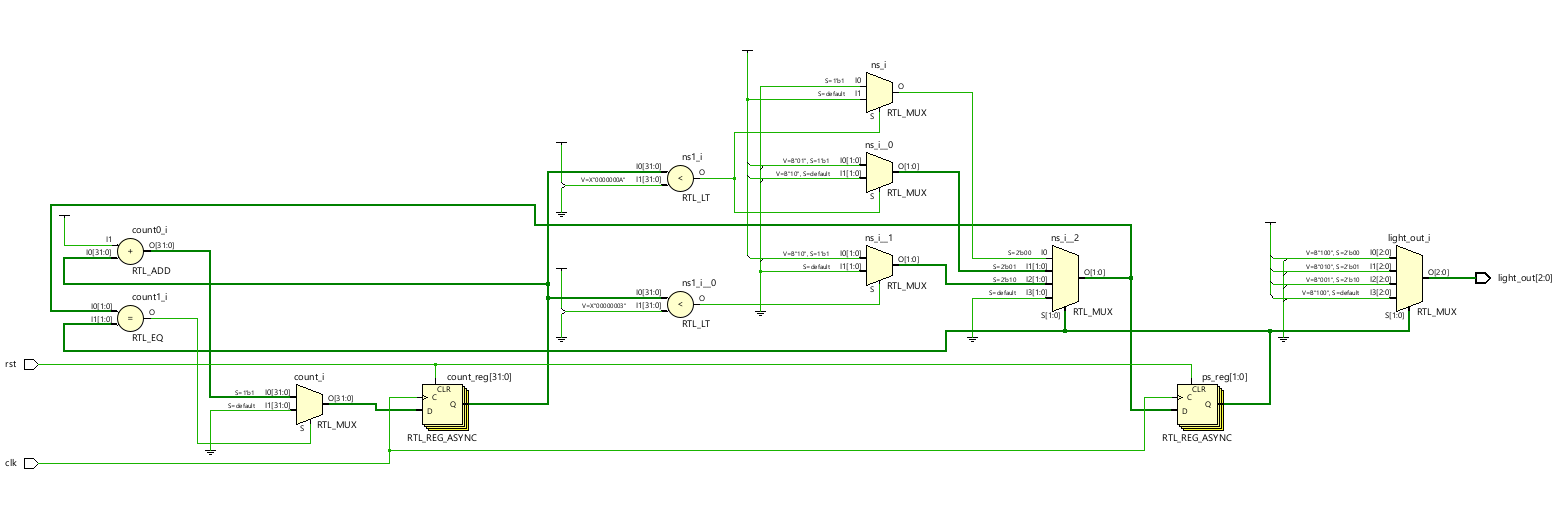 ns_i
S=1'b1 I0
O
S=default I1
S
RTL_MUX
ns_i__0
V=B"01", S=1'b1 I0[1:0]
O[1:0]
V=B"10", S=default I1[1:0]
S
RTL_MUX
ns1_i
I0[31:0]
O
V=X"0000000A" I1[31:0]
RTL_LT
count0_i
I1
O[31:0]
I0[31:0]
RTL_ADD
ns_i__1
V=B"10", S=1'b1 I0[1:0]
O[1:0]
S=default I1[1:0]
S
RTL_MUX
ns_i__2
S=2'b00 I0
S=2'b01 I1[1:0]
O[1:0]
S=2'b10 I2[1:0]
S=default I3[1:0]
S[1:0]
RTL_MUX
light_out_i
V=B"100", S=2'b00 I0[2:0]
V=B"010", S=2'b01 I1[2:0]
O[2:0]
V=B"001", S=2'b10 I2[2:0]
V=B"100", S=default I3[2:0]
S[1:0]
RTL_MUX
light_out[2:0]
count1_i
I0[1:0]
O
I1[1:0]
=
RTL_EQ
+
<
ns1_i__0
I0[31:0]
O
V=X"00000003" I1[31:0]
<
RTL_LT
rst
count_i
S=1'b1 I0[31:0]
O[31:0]
S=default I1[31:0]
S
RTL_MUX
count_reg[31:0]
CLR
C
Q
D
RTL_REG_ASYNC
ps_reg[1:0]
CLR
C
Q
D
RTL_REG_ASYNC
clk